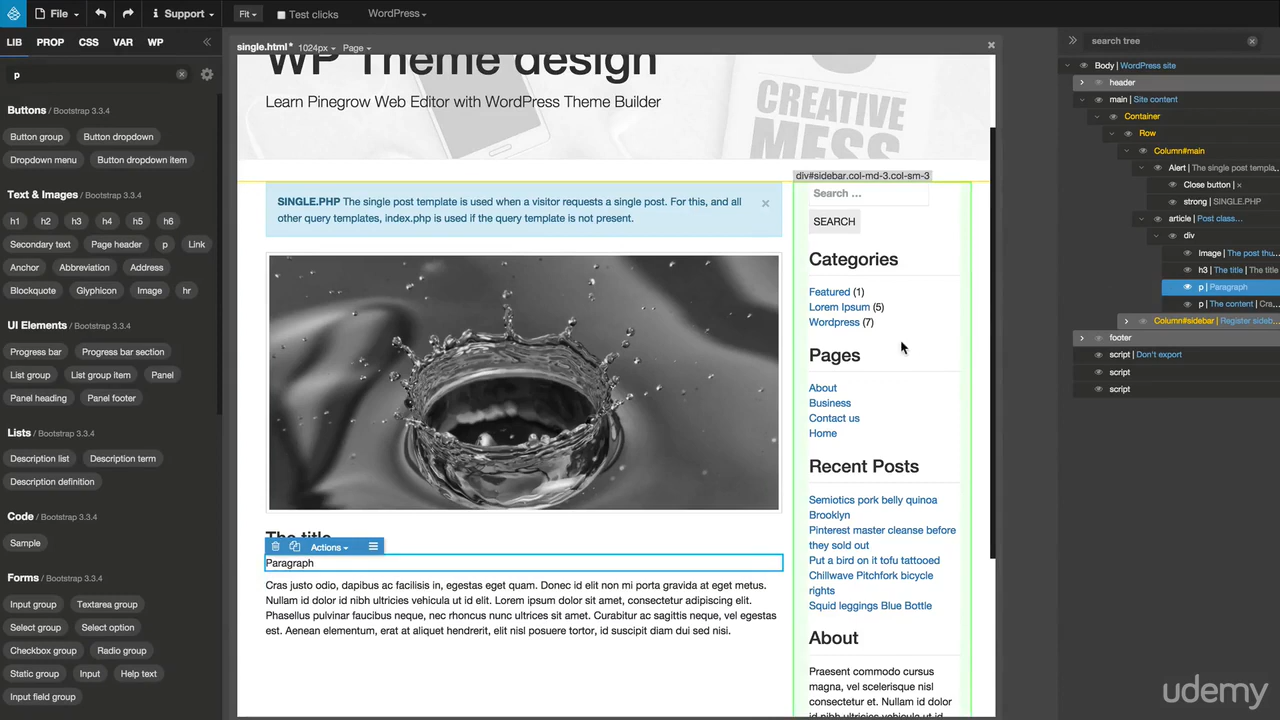 File
Support
Fit
Test clicks
WordPress
LIB
PROP
CSS
VAR
WP
p
Buttons / Bootstrap 3.3.4
Button group
Button dropdown
Dropdown menu
Button dropdown item
Text & Images / Bootstrap 3.3.4
h1
h2
h3
h4
h5
h6
Secondary text
Page header
p
Link
Anchor
Abbreviation
Address
Blockquote
Glyphicon
Image
hr
UI Elements / Bootstrap 3.3.4
Progress bar
Progress bar section
List group
List group item
Panel
Panel heading
Panel footer
Lists / Bootstrap 3.3.4
Description list
Description term
Description definition
Code / Bootstrap 3.3.4
Sample
Forms / Bootstrap 3.3.4
Input group
Textarea group
Select group
Select option
Checkbox group
Radio group
Static group
Input
Help text
Input field group
single.html*
1024px
Page
WP Theme design
Learn Pinegrow Web Editor with WordPress Theme Builder
CREATIVE
MESS
SINGLE.PHP The single post template is used when a visitor requests a single post. For this, and all
other query templates, index.php is used if the query template is not present.
The title
Actions
Paragraph
Cras justo odio, dapibus ac facilisis in, egestas eget quam. Donec id elit non mi porta gravida at eget metus.
Nullam id dolor id nibh ultricies vehicula ut id elit. Lorem ipsum dolor sit amet, consectetur adipiscing elit.
Phasellus pulvinar faucibus neque, nec rhoncus nunc ultrices sit amet. Curabitur ac sagittis neque, vel egestas
est. Aenean elementum, erat at aliquet hendrerit, elit nisl posuere tortor, id suscipit diam dui sed nisi.
div#sidebar.col-md-3.col-sm-3
Search ...
SEARCH
Categories
Featured (1)
Lorem Ipsum (5)
Wordpress (7)
Pages
About
Business
Contact us
Home
Recent Posts
Semiotics pork belly quinoa
Brooklyn
Pinterest master cleanse before
they sold out
Put a bird on it tofu tattooed
Chillwave Pitchfork bicycle
rights
Squid leggings Blue Bottle
About
Praesent commodo cursus
magna, vel scelerisque nisl
consectetur et. Nullam id dolor
id nibh ultricies vehicula ut id
search tree
Body | WordPress site
header
main | Site content
Container
Row
Column#main
Alert | The single post templa...
Close button | ×
strong | SINGLE.PHP
article | Post class...
div
Image | The post thu...
h3 | The title | The title
p | Paragraph
p | The content | Cra...
Column#sidebar | Register sideb...
footer
script | Don't export
script
script
udemy